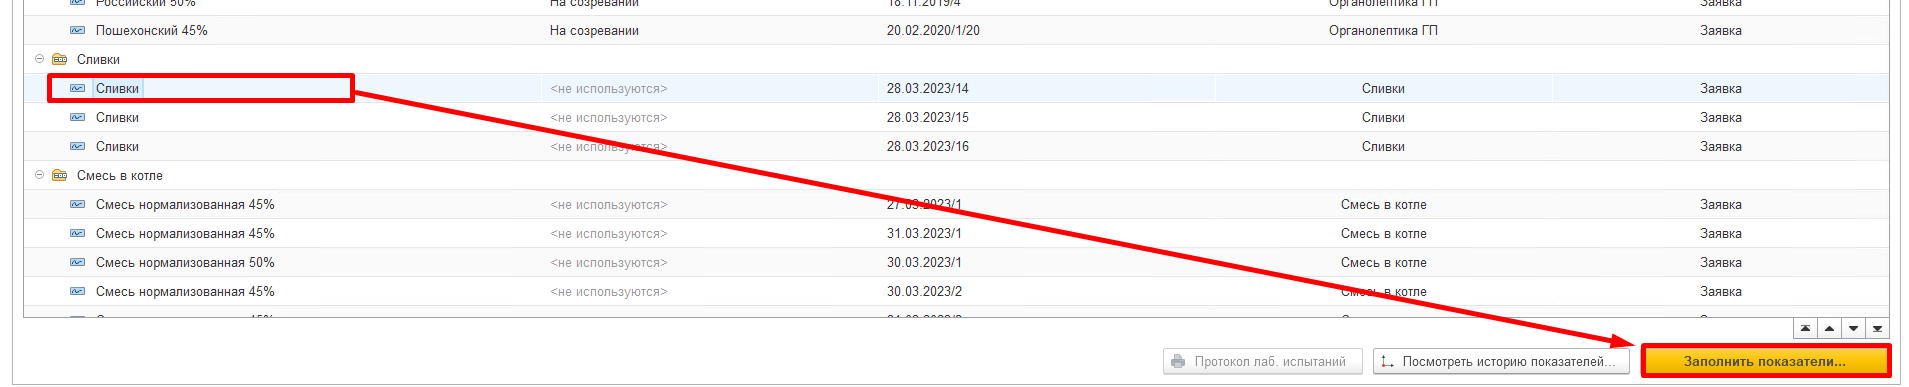 Российский 50% На созревании 18.11.2019/4 Органолептика ГП Заявка
Пошехонский 45% На созревании 20.02.2020/1/20 Органолептика ГП Заявка
Сливки
Сливки <не используются> 28.03.2023/14 Сливки Заявка
Сливки <не используются> 28.03.2023/15 Сливки Заявка
Сливки <не используются> 28.03.2023/16 Сливки Заявка
Смесь в котле
Смесь нормализованная 45% <не используются> 27.03.2023/1 Смесь в котле Заявка
Смесь нормализованная 45% <не используются> 31.03.2023/1 Смесь в котле Заявка
Смесь нормализованная 50% <не используются> 30.03.2023/1 Смесь в котле Заявка
Смесь нормализованная 45% <не используются> 30.03.2023/2 Смесь в котле Заявка
Протокол лаб. испытаний Посмотреть историю показателей... Заполнить показатели...